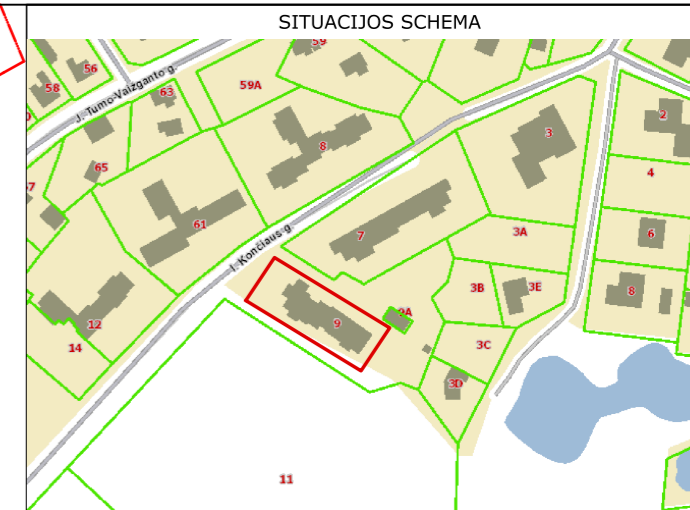 SITUACIJOS SCHEMA
59
56
58
59A
63
J. Tumo-Vaižganto g.
2
3
8
65
4
61
I. Končiaus g.
7
3A
6
3B
3E
8
9
9A
12
14
3C
3D
11